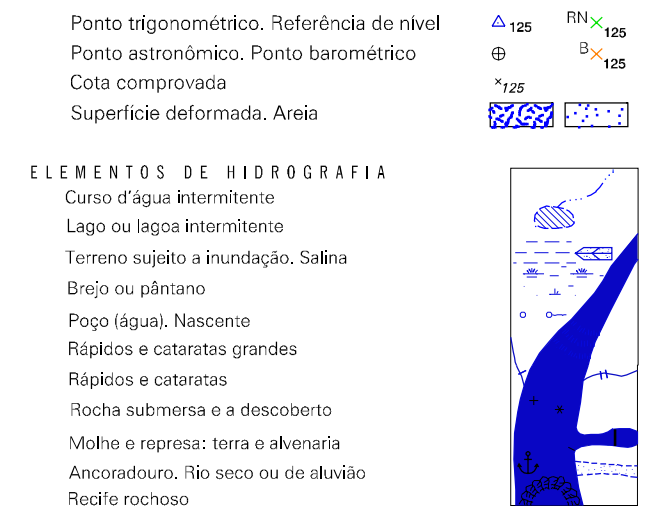 Ponto trigonométrico. Referência de nível △ 125 RN × 125
Ponto astronômico. Ponto barométrico ⊕ B × 125
Cota comprovada × 125
Superfície deformada. Areia
ELEMENTOS DE HIDROGRAFIA
Curso d'água intermitente
Lago ou lagoa intermitente
Terreno sujeito a inundação. Salina
Brejo ou pântano
Poço (água). Nascente
Rápidos e cataratas grandes
Rápidos e cataratas
Rocha submersa e a descoberto
Molhe e represa: terra e alvenaria
Ancoradouro. Rio seco ou de aluvião
Recife rochoso